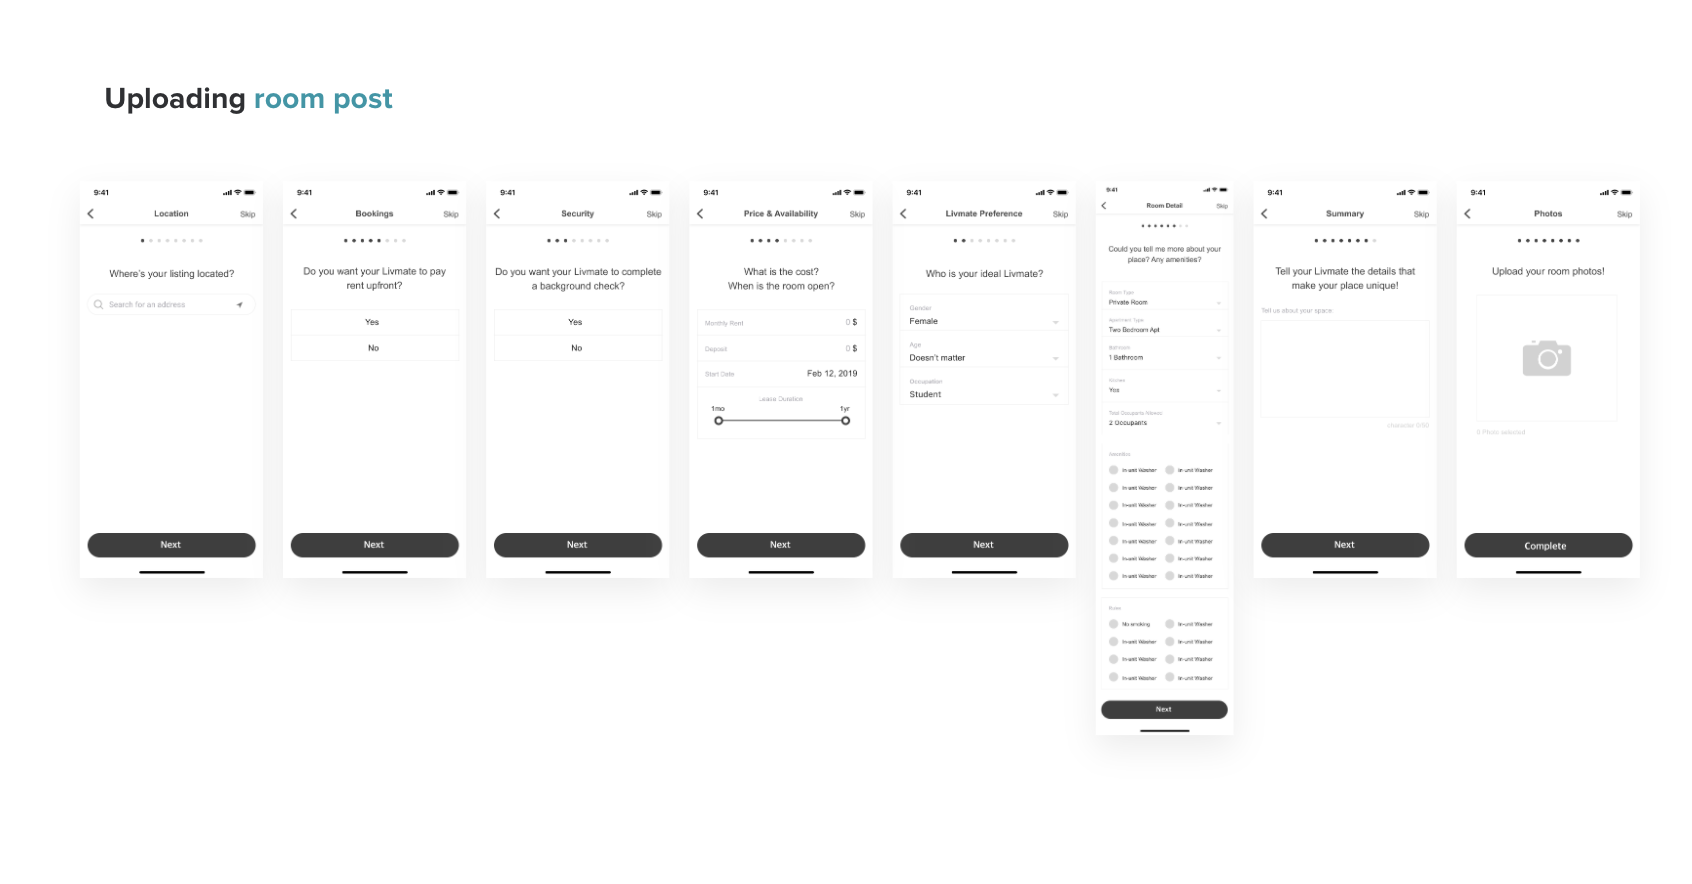 Uploading room post
9:41
Location
Skip
Where's your listing located?
Search for an address
Next
9:41
Bookings
Skip
Do you want your Livmate to pay
rent upfront?
Yes
No
Next
9:41
Security
Skip
Do you want your Livmate to complete
a background check?
Yes
No
Next
9:41
Price & Availability
Skip
What is the cost?
When is the room open?
Monthly Rent 0 $
Deposit 0 $
Start Date Feb 12, 2019
Lease Duration
1mo 1yr
Next
9:41
Livmate Preference
Skip
Who is your ideal Livmate?
Gender
Female
Age
Doesn't matter
Occupation
Student
Next
9:41
Room Detail
Skip
Could you tell me more about your
place? Any amenities?
Room Type
Private Room
Apartment Type
Two Bedroom Apt
Bathroom
1 Bathroom
Yes
Total Occupants Allowed
2 Occupants
Amenities
In-unit Washer In-unit Washer
In-unit Washer In-unit Washer
In-unit Washer In-unit Washer
In-unit Washer In-unit Washer
In-unit Washer In-unit Washer
In-unit Washer In-unit Washer
In-unit Washer In-unit Washer
Rules
No smoking In-unit Washer
In-unit Washer In-unit Washer
In-unit Washer In-unit Washer
In-unit Washer In-unit Washer
Next
9:41
Summary
Skip
Tell your Livmate the details that
make your place unique!
Tell us about your space
character 0/50
Next
9:41
Photos
Skip
Upload your room photos!
0 Photo selected
Complete